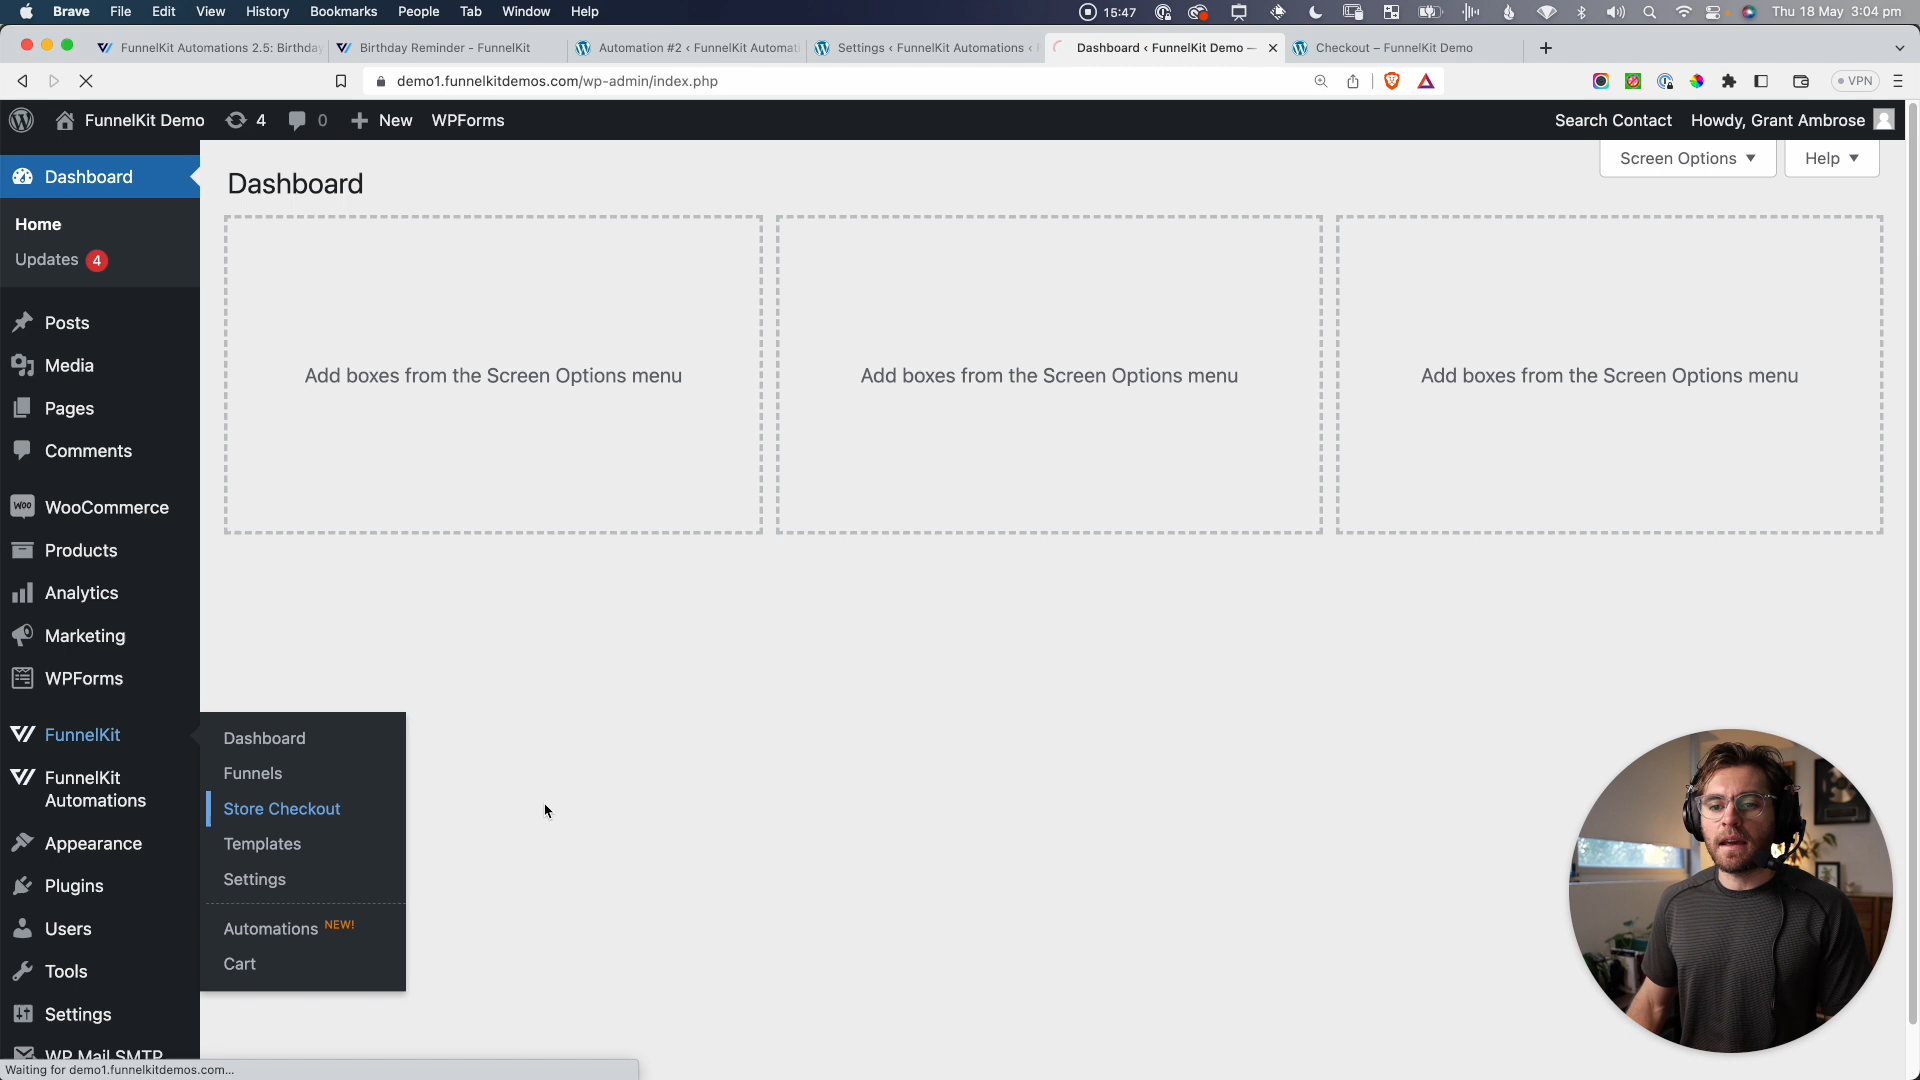 Brave File Edit View History Bookmarks People Tab Window Help 15:47 Thu 18 May 3:04 pm
FunnelKit Automations 2.5: Birthday
Birthday Reminder - FunnelKit
Automation #2 ‹ FunnelKit Automati
Settings ‹ FunnelKit Automations ‹
Dashboard ‹ FunnelKit Demo —
Checkout – FunnelKit Demo
demo1.funnelkitdemos.com/wp-admin/index.php
VPN
FunnelKit Demo 4 0 New WPForms Search Contact Howdy, Grant Ambrose
Screen Options Help
Dashboard
Dashboard
Home
Updates 4
Posts
Media
Pages
Comments
WooCommerce
Products
Analytics
Marketing
WPForms
FunnelKit
FunnelKit
Automations
Appearance
Plugins
Users
Tools
Settings
WP Mail SMTP
Dashboard
Funnels
Store Checkout
Templates
Settings
Automations NEW!
Cart
Add boxes from the Screen Options menu
Add boxes from the Screen Options menu
Add boxes from the Screen Options menu
Waiting for demo1.funnelkitdemos.com...